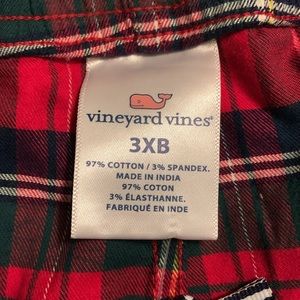 vineyard vines®
3XB
97% COTTON / 3% SPANDEX.
MADE IN INDIA
97% COTON
3% ÉLASTHANNE.
FABRIQUÉ EN INDE